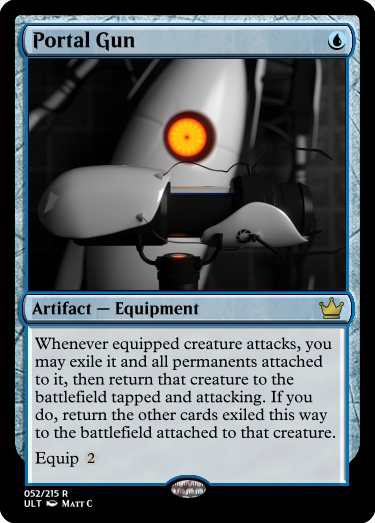 Portal Gun
Artifact — Equipment
Whenever equipped creature attacks, you
may exile it and all permanents attached
to it, then return that creature to the
battlefield tapped and attacking. If you
do, return the other cards exiled this way
to the battlefield attached to that creature.
Equip 2
052/215 R
ULT Matt C